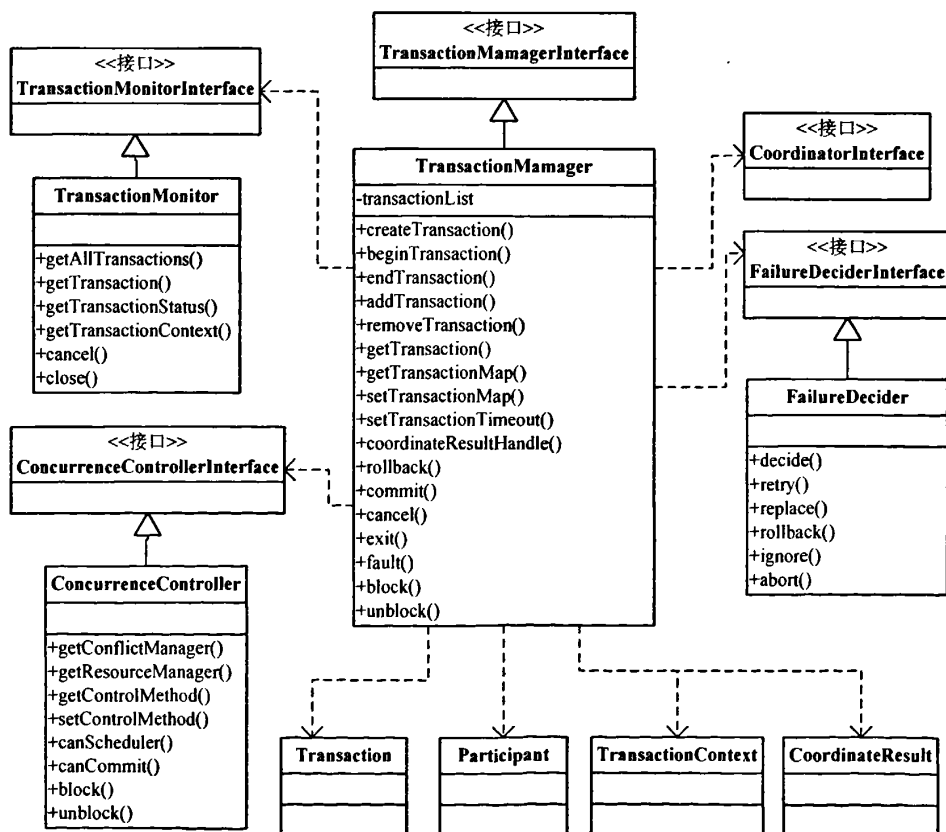 <<接口>>
TransactionMamagerInterface
<<接口>>
TransactionMonitorInterface
TransactionMonitor
+getAllTransactions()
+getTransaction()
+getTransactionStatus()
+getTransactionContext()
+cancel()
+close()
<<接口>>
ConcurrenceControllerInterface
ConcurrenceController
+getConflictManager()
+getResourceManager()
+getControlMethod()
+setControlMethod()
+canScheduler()
+canCommit()
+block()
+unblock()
TransactionMamager
-transactionList
+createTransaction()
+beginTransaction()
+endTransaction()
+addTransaction()
+removeTransaction()
+getTransaction()
+getTransactionMap()
+setTransactionMap()
+setTransactionTimeout()
+coordinateResultHandle()
+rollback()
+commit()
+cancel()
+exit()
+fault()
+block()
+unblock()
<<接口>>
CoordinatorInterface
<<接口>>
FailureDeciderInterface
FailureDecider
+decide()
+retry()
+replace()
+rollback()
+ignore()
+abort()
Transaction
Participant
TransactionContext
CoordinateResult